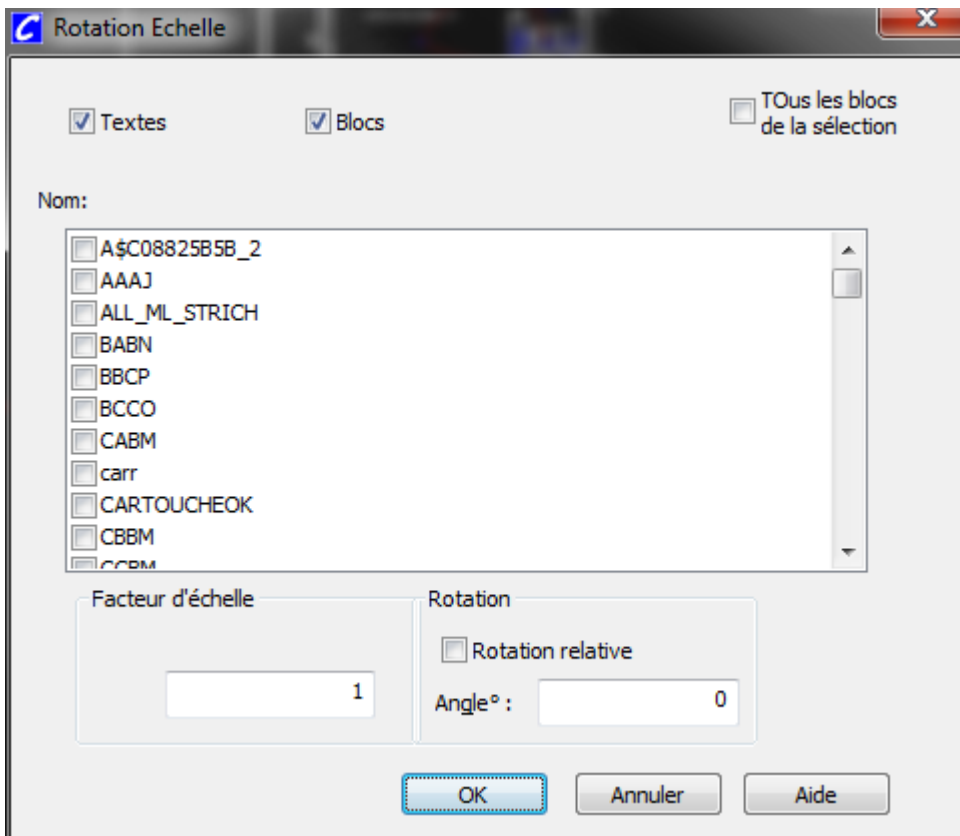 Rotation Echelle
Textes
Blocs
TOus les blocs
de la sélection
Nom:
A$C08825B5B_2
AAAJ
ALL_ML_STRICH
BABN
BBCP
BCCO
CABM
carr
CARTOUCHEOK
CBBM
CCBM
Facteur d'échelle
1
Rotation
Rotation relative
Angle° :
0
OK
Annuler
Aide